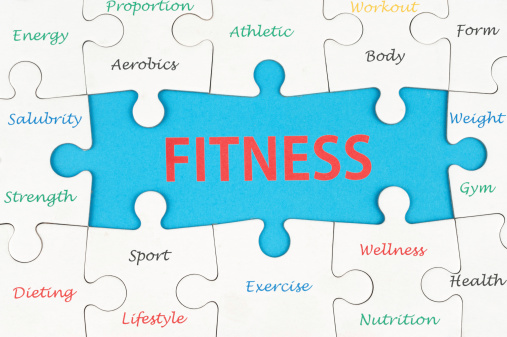 Proportion
Workout
Energy
Athletic
Form
Aerobics
Body
Salubrity
Weight
FITNESS
Strength
Gym
Sport
Wellness
Dieting
Exercise
Health
Lifestyle
Nutrition